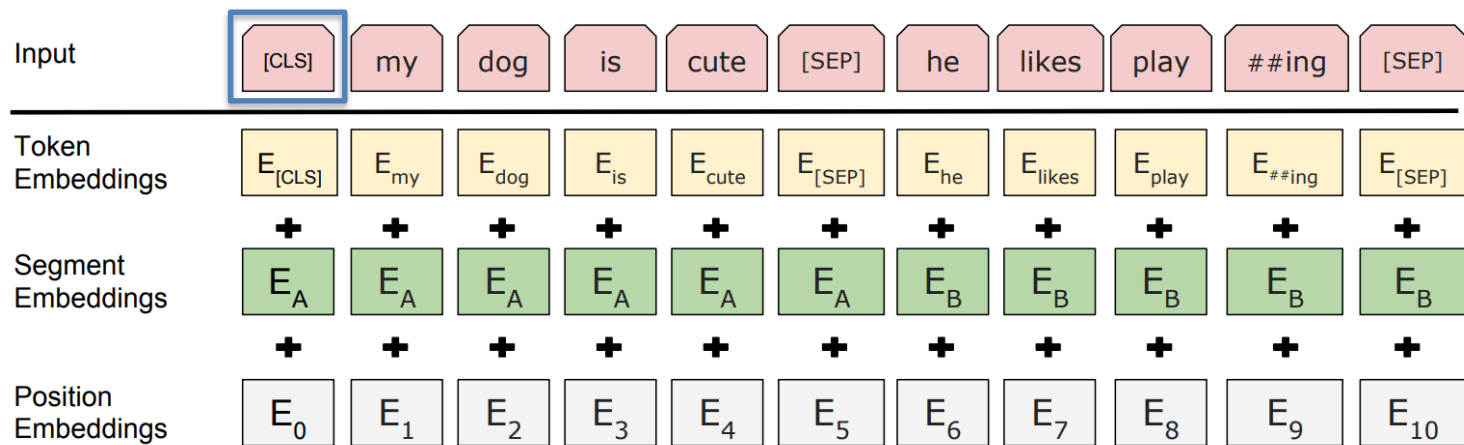 Input [CLS] my dog is cute [SEP] he likes play ##ing [SEP]
Token
Embeddings
E[CLS] Emy Edog Eis Ecute E[SEP] Ehe Elikes Eplay E##ing E[SEP]
+ + + + + + + + + + +
Segment
Embeddings
EA EA EA EA EA EA EB EB EB EB EB
+ + + + + + + + + + +
Position
Embeddings
E0 E1 E2 E3 E4 E5 E6 E7 E8 E9 E10